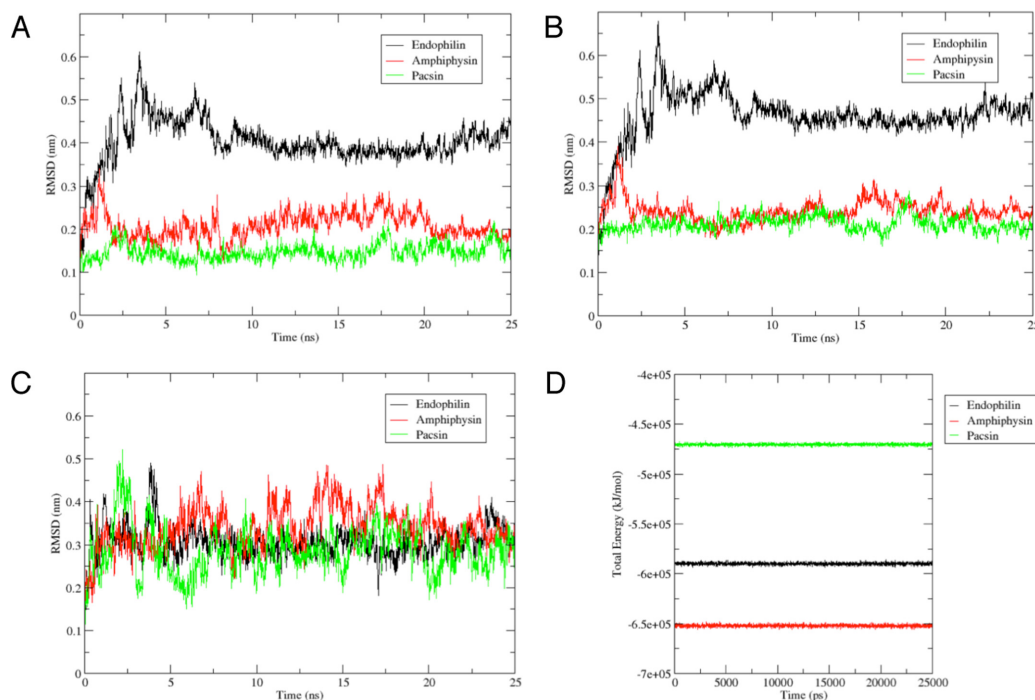 A
RMSD (nm)
0.6
0.5
0.4
0.3
0.2
0.1
0
0
5
10
15
20
25
Time (ns)
Endophilin
Amphiphysin
Pacsin
B
RMSD (nm)
0.6
0.5
0.4
0.3
0.2
0.1
0
0
5
10
15
20
25
Time (ns)
Endophilin
Amphipysin
Pacsin
C
RMSD (nm)
0.6
0.5
0.4
0.3
0.2
0.1
0
5
10
15
20
25
Time (ns)
Endophilin
Amphiphysin
Pacsin
D
Total Energy (kJ/mol)
-4e+05
-4.5e+05
-5e+05
-5.5e+05
-6e+05
-6.5e+05
-7e+05
0
5000
10000
15000
20000
25000
Time (ps)
Endophilin
Amphiphysin
Pacsin